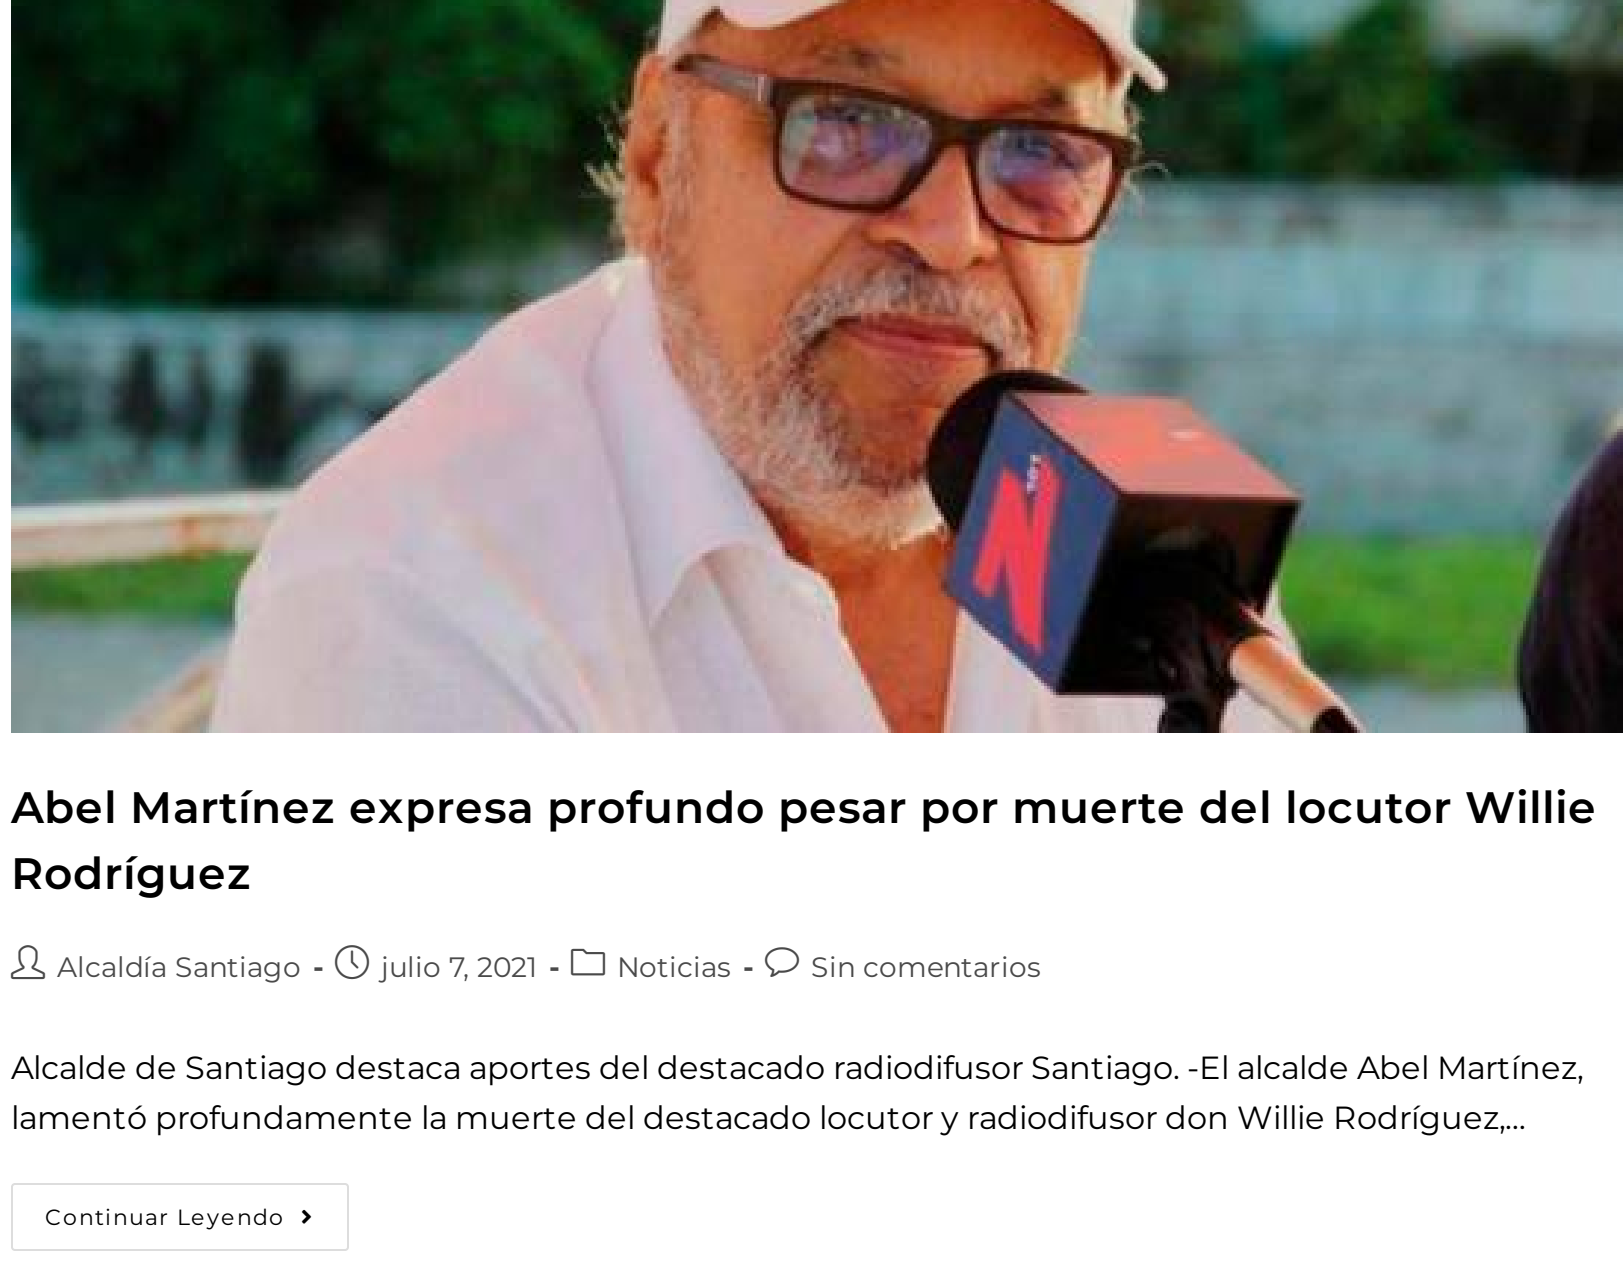 Z
Abel Martínez expresa profundo pesar por muerte del locutor Willie
Rodríguez
Alcaldía Santiago - julio 7, 2021 - Noticias - Sin comentarios
Alcalde de Santiago destaca aportes del destacado radiodifusor Santiago. -El alcalde Abel Martínez,
lamentó profundamente la muerte del destacado locutor y radiodifusor don Willie Rodríguez,...
Continuar Leyendo